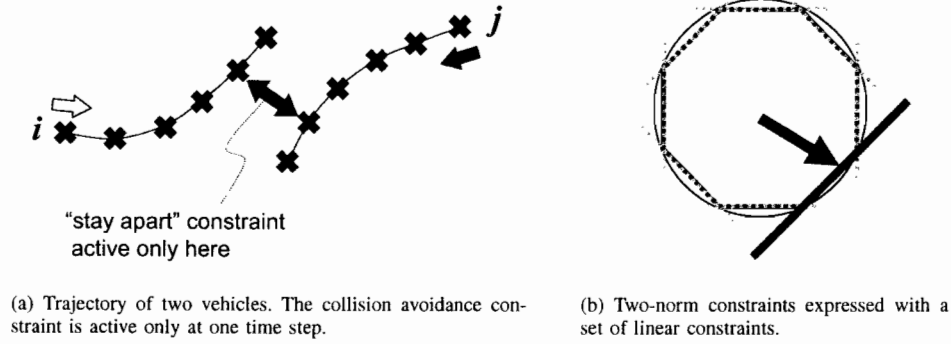 j
i
"stay apart" constraint
active only here
(a) Trajectory of two vehicles. The collision avoidance con-
straint is active only at one time step.
(b) Two-norm constraints expressed with a
set of linear constraints.